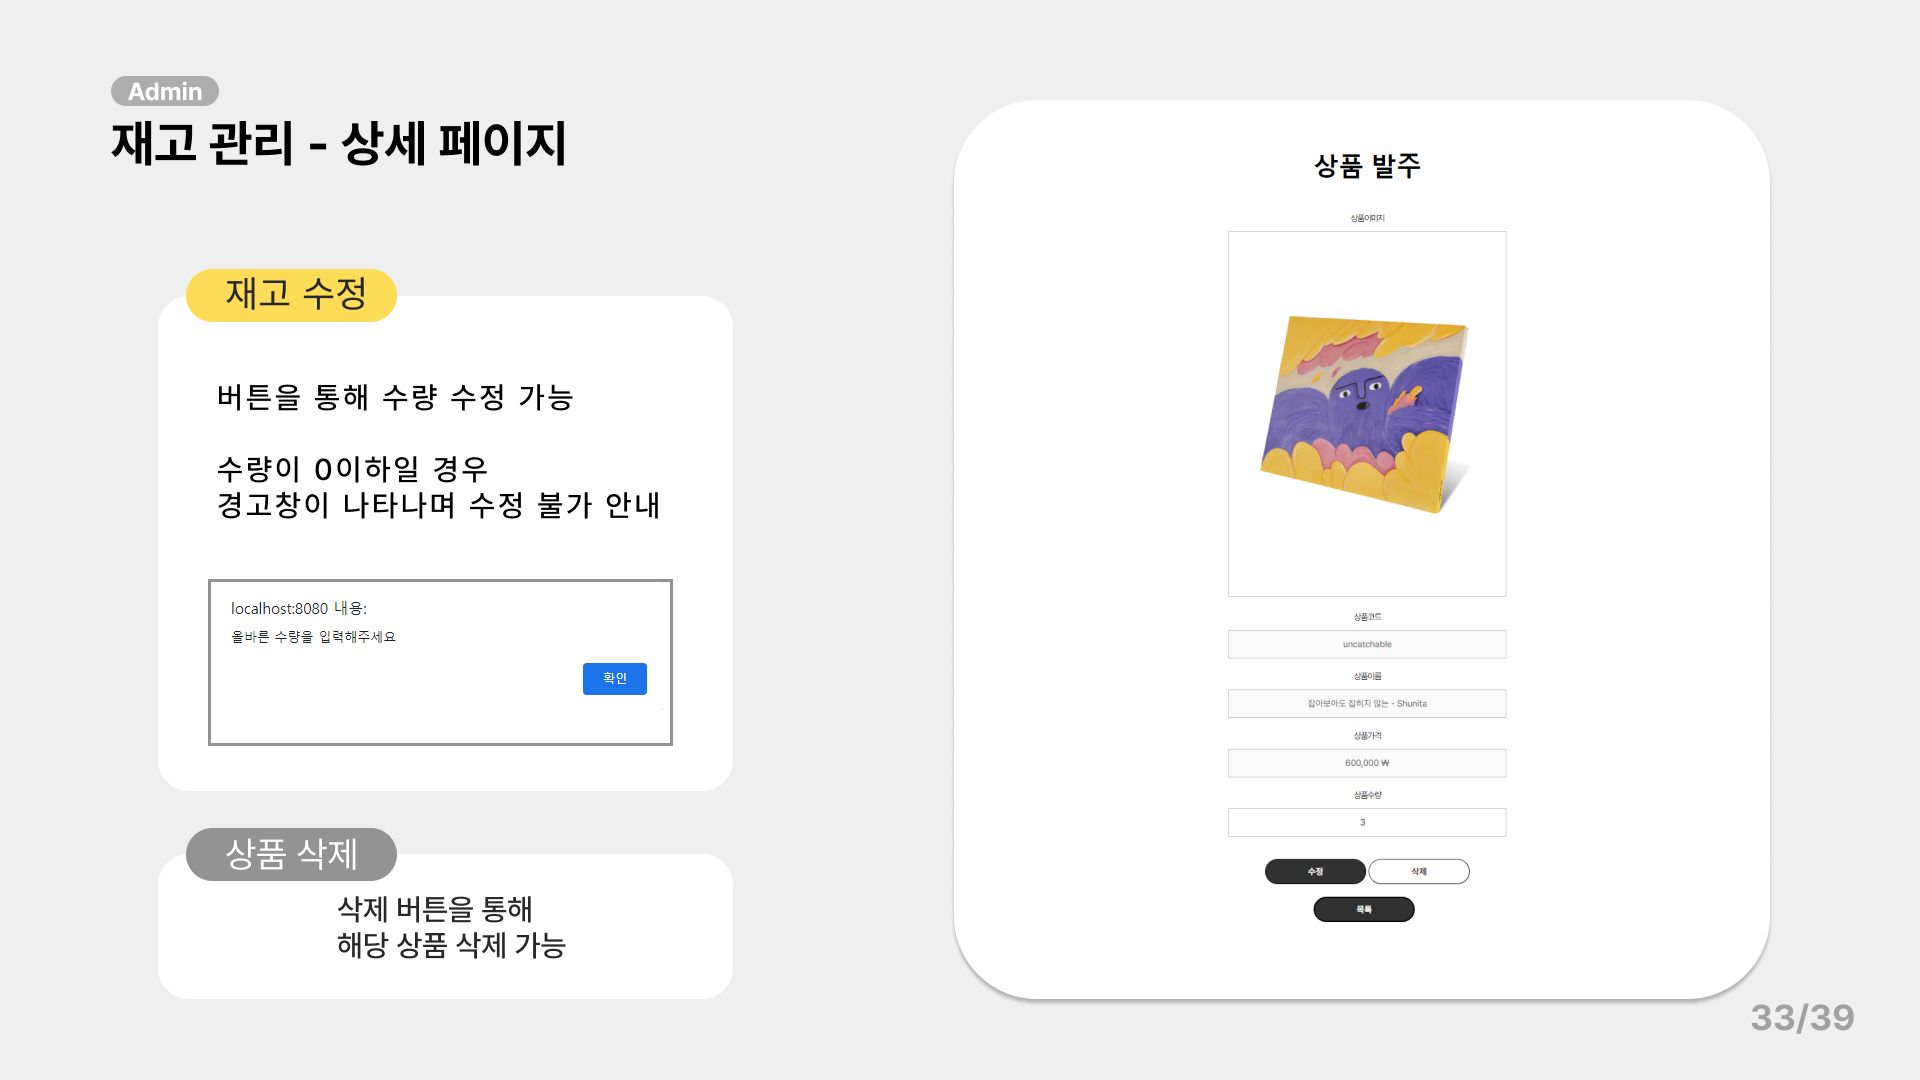 Admin
재고 관리 - 상세 페이지
재고 수정
버튼을 통해 수량 수정 가능
수량이 0이하일 경우
경고창이 나타나며 수정 불가 안내
localhost:8080 내용:
올바른 수량을 입력해주세요
확인
상품 삭제
삭제 버튼을 통해
해당 상품 삭제 가능
상품 발주
상품이미지
상품코드
uncatchable
상품이름
잡아보아도 잡히지 않는 - Shunita
상품가격
600,000 ₩
상품수량
3
수정
삭제
목록
33/39